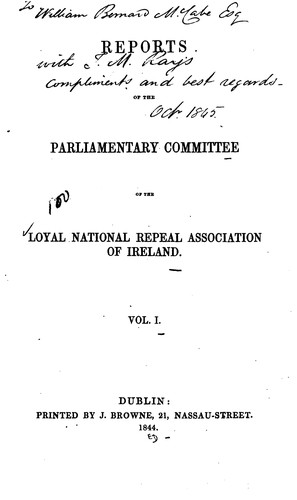 To William Bernard McCabe Esq
REPORTS
with T. M. Ray's
compliments and best regards-
OF THE
Oct. 1845.
PARLIAMENTARY COMMITTEE
OF THE
LOYAL NATIONAL REPEAL ASSOCIATION
OF IRELAND.
VOL. I.
DUBLIN:
PRINTED BY J. BROWNE, 21, NASSAU-STREET.
1844.